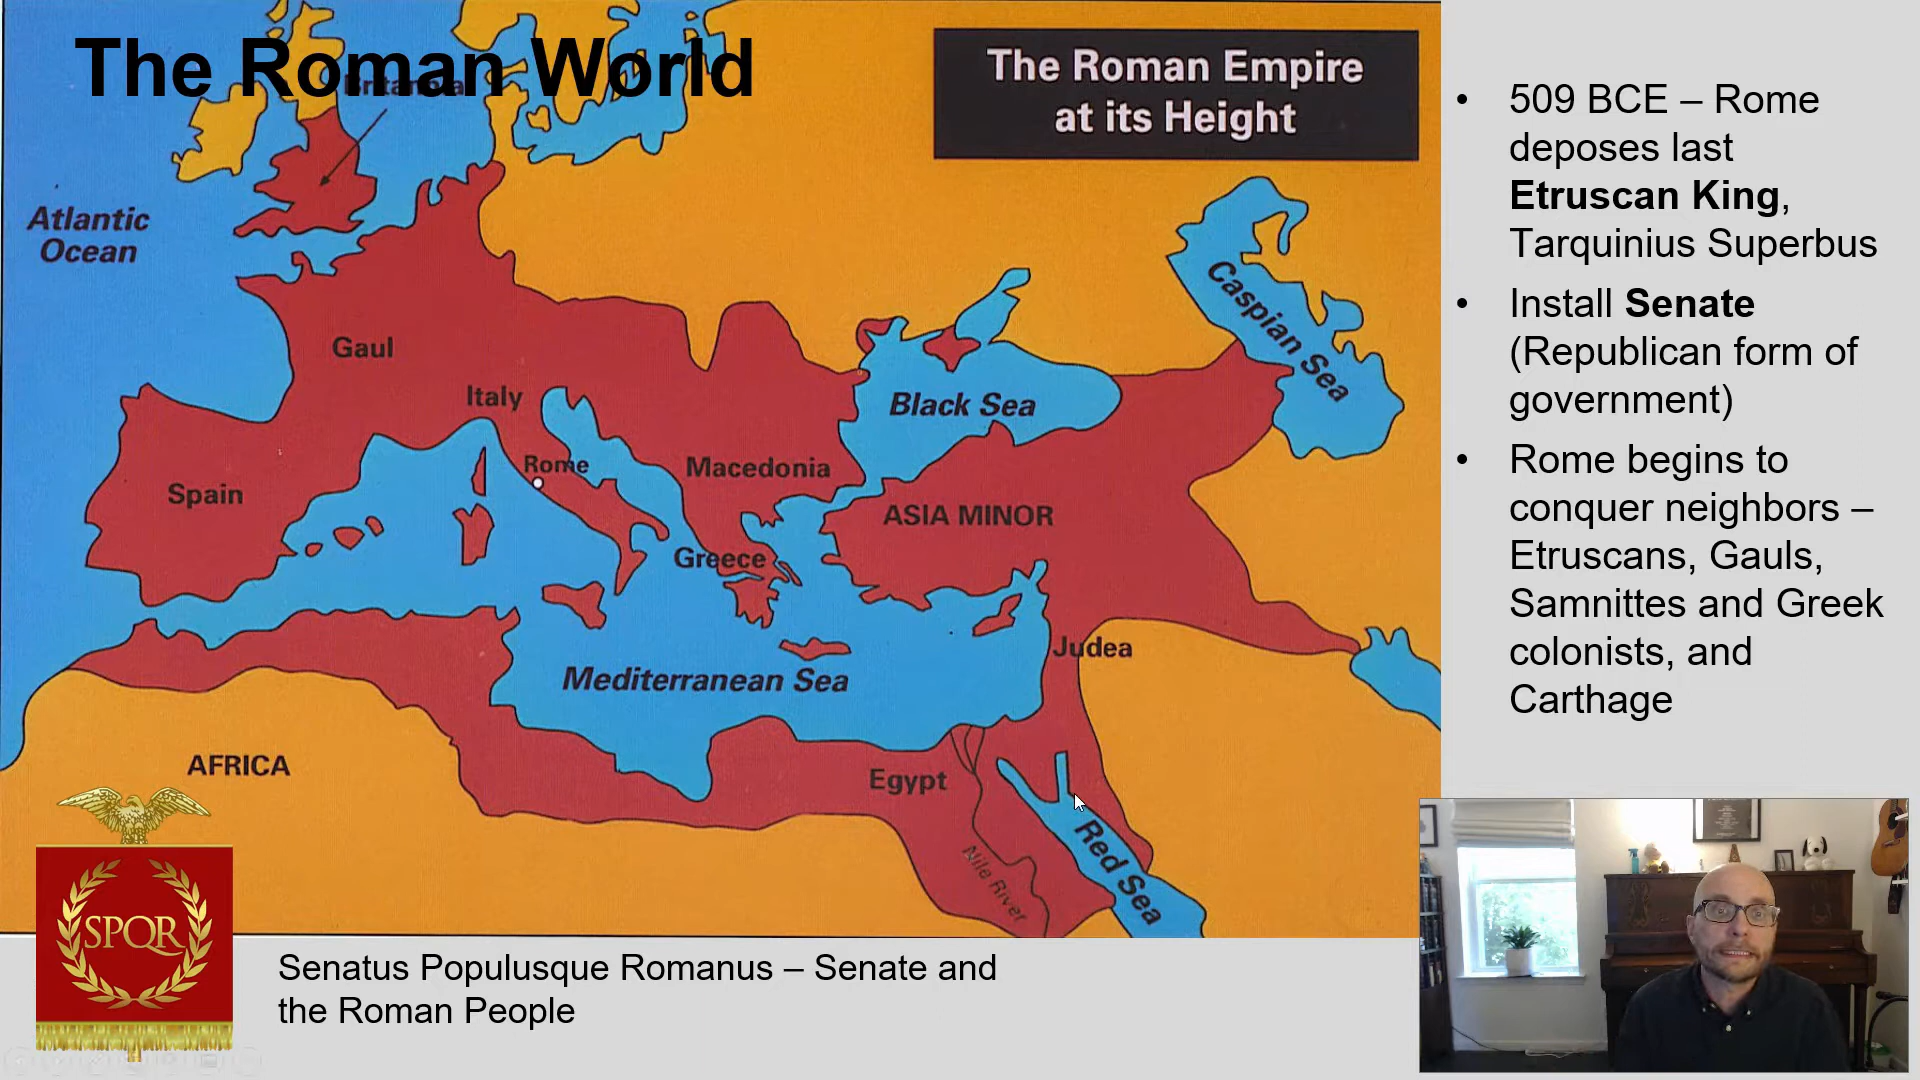 The Roman World
Britannia
The Roman Empire
at its Height
Atlantic
Ocean
Caspian Sea
Gaul
Italy
Black Sea
Rome
Macedonia
Spain
ASIA MINOR
Greece
Judea
Mediterranean Sea
AFRICA
Egypt
Red Sea
Nile River
SPQR
Senatus Populusque Romanus – Senate and
the Roman People
• 509 BCE – Rome
deposes last
Etruscan King,
Tarquinius Superbus
• Install Senate
(Republican form of
government)
• Rome begins to
conquer neighbors –
Etruscans, Gauls,
Samnittes and Greek
colonists, and
Carthage